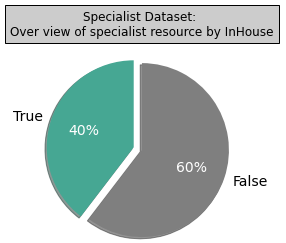 Specialist Dataset:
Over view of specialist resource by InHouse
True
40%
60%
False